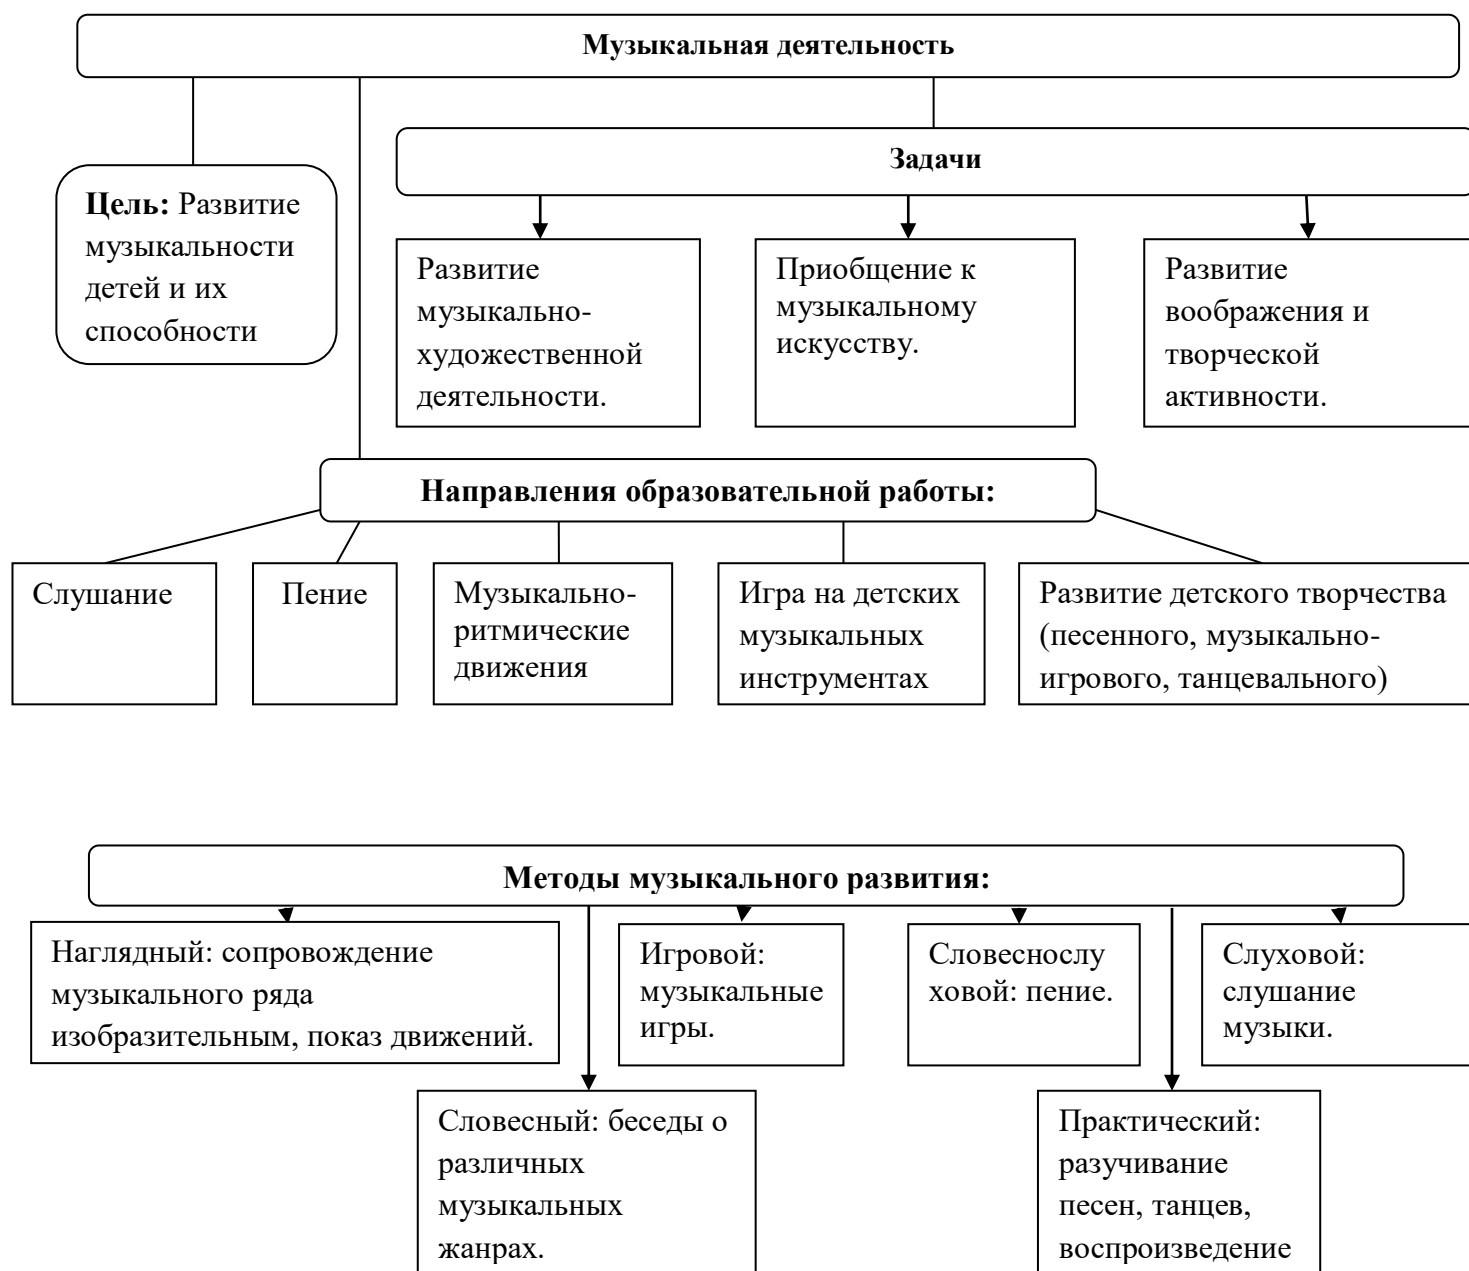 Музыкальная деятельность
Задачи
Цель: Развитие
музыкальности
детей и их
способности
Развитие
музыкально-
художественной
деятельности.
Приобщение к
музыкальному
искусству.
Развитие
воображения и
творческой
активности.
Направления образовательной работы:
Слушание
Пение
Музыкально-
ритмические
движения
Игра на детских
музыкальных
инструментах
Развитие детского творчества
(песенного, музыкально-
игрового, танцевального)
Методы музыкального развития:
Наглядный: сопровождение
музыкального ряда
изобразительным, показ движений.
Игровой:
музыкальные
игры.
Словеснослу
ховой: пение.
Слуховой:
слушание
музыки.
Словесный: беседы о
различных
музыкальных
жанрах.
Практический:
разучивание
песен, танцев,
воспроизведение